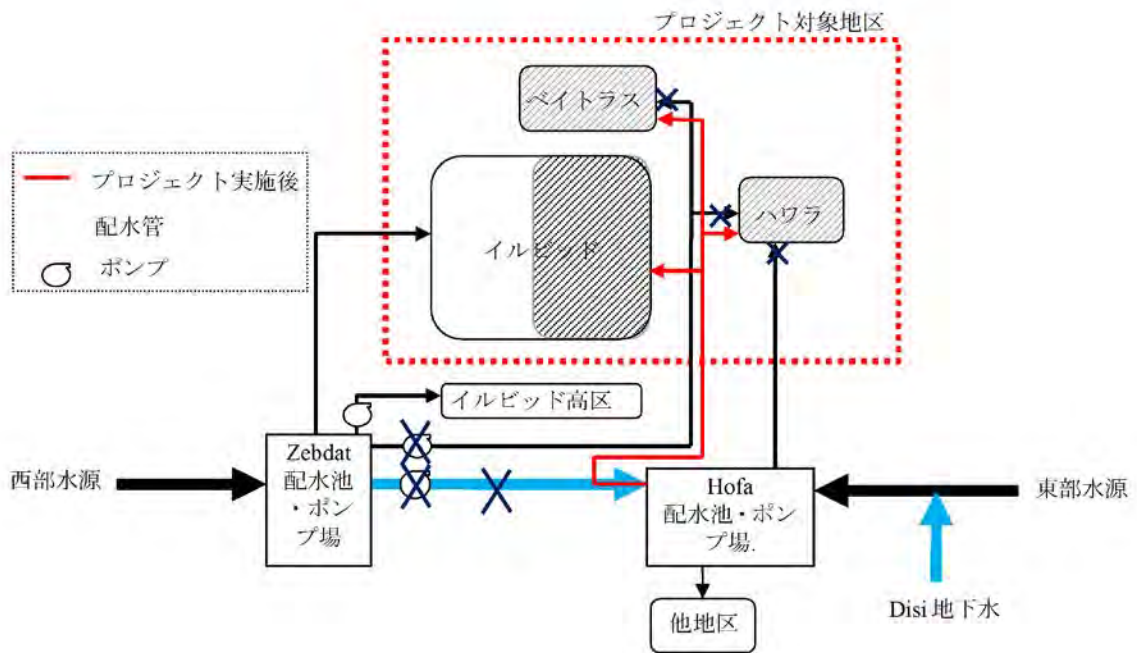 プロジェクト対象地区
ベイトラス
プロジェクト実施後
配水管
ポンプ
ハワラ
イルビッド
イルビッド高区
西部水源
Zebdat
配水池
・ポン
プ場
Hofa
配水池・ポン
プ場.
東部水源
Disi 地下水
他地区